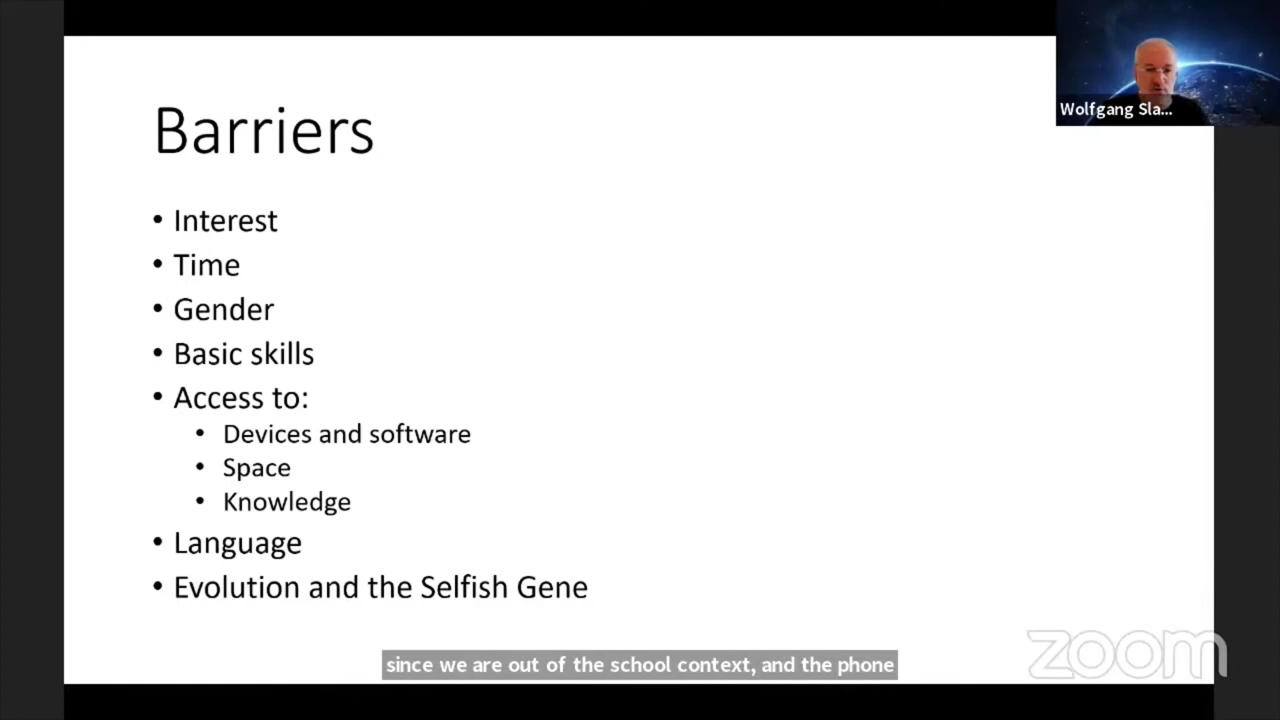 Wolfgang Sla...
Barriers
• Interest
• Time
• Gender
• Basic skills
• Access to:
• Devices and software
• Space
• Knowledge
• Language
• Evolution and the Selfish Gene
since we are out of the school context, and the phone
zoom